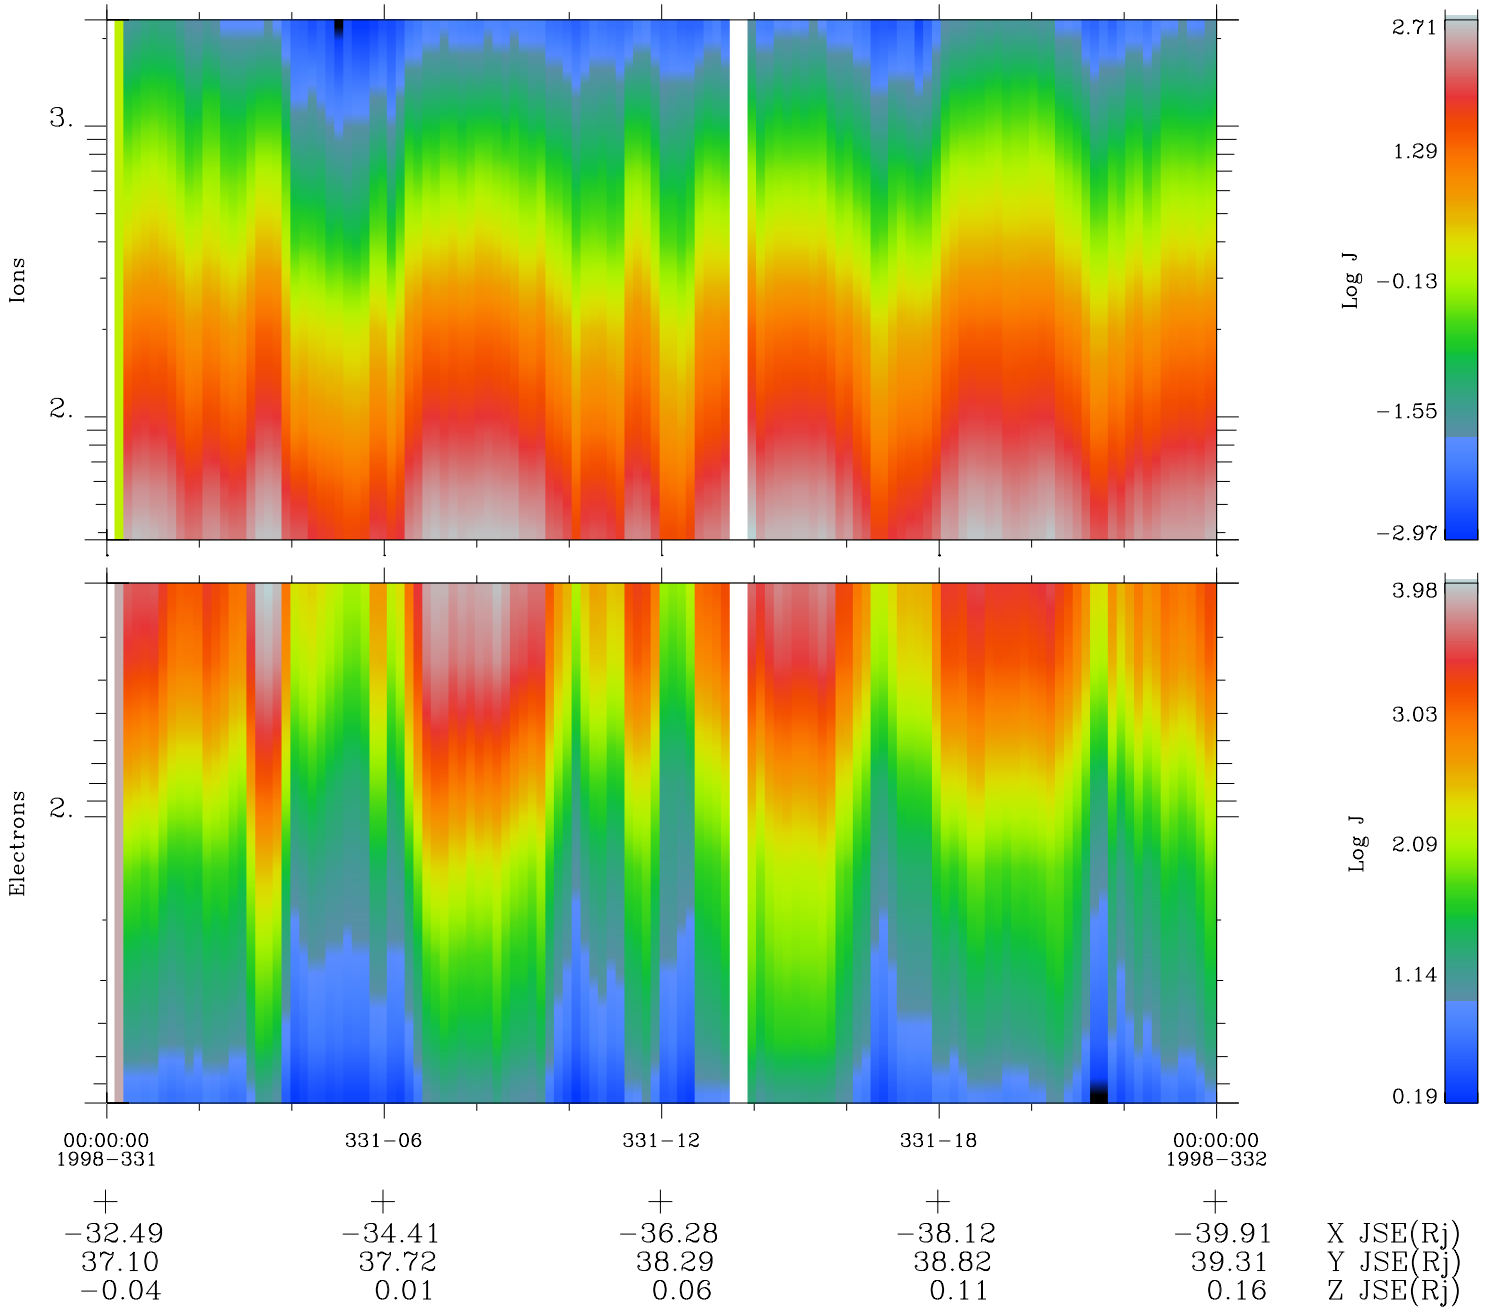 2.71
3.
1.29
Ions
Log J
−0.13
2.
−1.55
−2.97
3.98
3.03
2.
Electrons
Log J
2.09
1.14
0.19
00:00:00 331−06 331−12 331−18 00:00:00
1998−331 1998−332
−32.49 −34.41 −36.28 −38.12 −39.91 X JSE(Rj)
37.10 37.72 38.29 38.82 39.31 Y JSE(Rj)
−0.04 0.01 0.06 0.11 0.16 Z JSE(Rj)